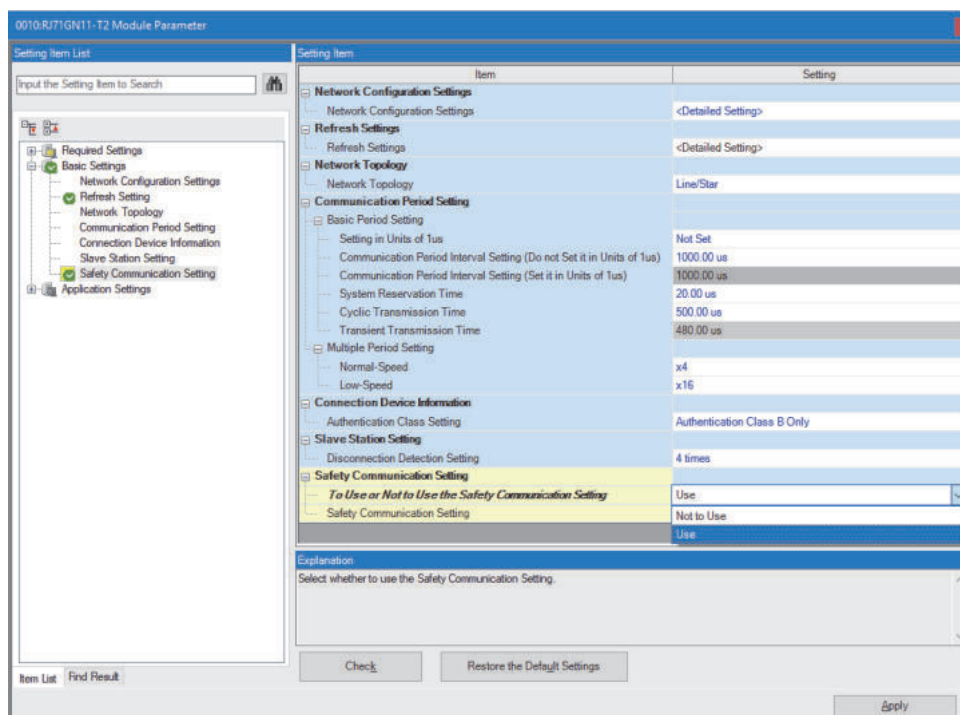 0010:RJ71GN11-T2 Module Parameter
Setting Item List
Input the Setting Item to Search
Required Settings
Basic Settings
Network Configuration Settings
Refresh Setting
Network Topology
Communication Period Setting
Connection Device Information
Slave Station Setting
Safety Communication Setting
Application Settings
Item List
Find Result
Setting Item
Item Setting
Network Configuration Settings
Network Configuration Settings <Detailed Setting>
Refresh Settings
Refresh Settings <Detailed Setting>
Network Topology
Network Topology Line/Star
Communication Period Setting
Basic Period Setting
Setting in Units of 1us Not Set
Communication Period Interval Setting (Do not Set it in Units of 1us) 1000.00 us
Communication Period Interval Setting (Set it in Units of 1us) 1000.00 us
System Reservation Time 20.00 us
Cyclic Transmission Time 500.00 us
Transient Transmission Time 480.00 us
Multiple Period Setting
Normal-Speed x4
Low-Speed x16
Connection Device Information
Authentication Class Setting Authentication Class B Only
Slave Station Setting
Disconnection Detection Setting 4 times
Safety Communication Setting
To Use or Not to Use the Safety Communication Setting Use
Safety Communication Setting Not to Use
Use
Explanation
Select whether to use the Safety Communication Setting.
Check
Restore the Default Settings
Apply